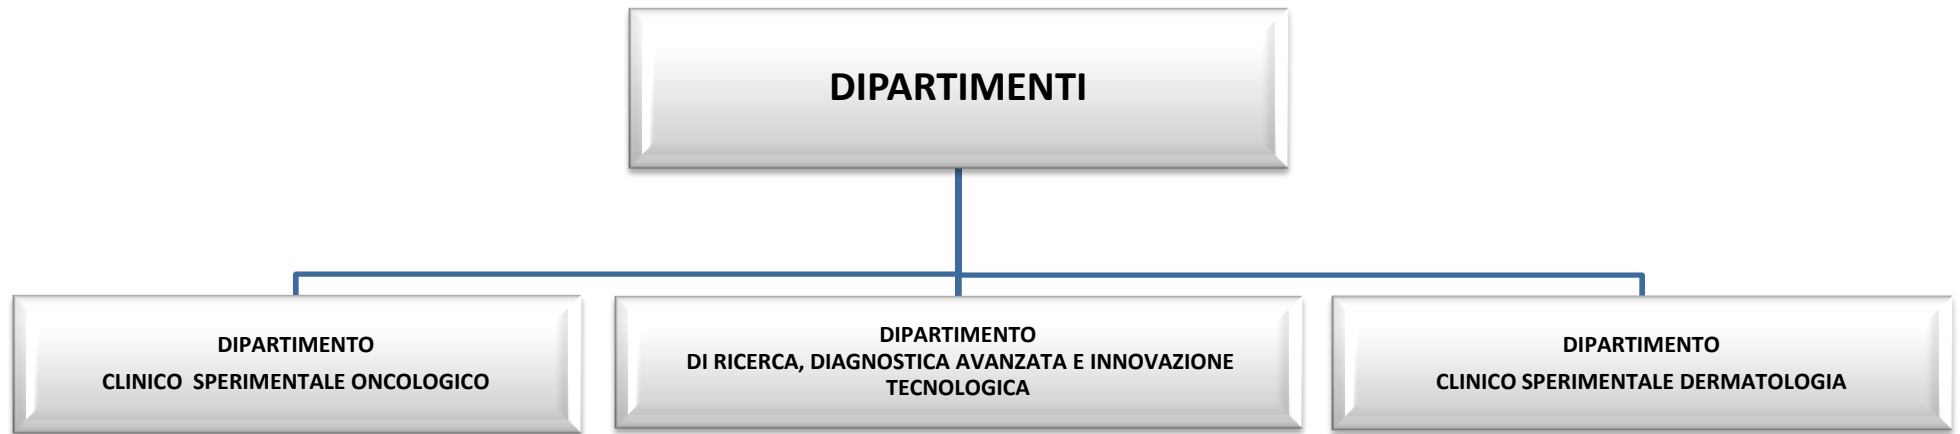 DIPARTIMENTI
DIPARTIMENTO
CLINICO SPERIMENTALE ONCOLOGICO
DIPARTIMENTO
DI RICERCA, DIAGNOSTICA AVANZATA E INNOVAZIONE
TECNOLOGICA
DIPARTIMENTO
CLINICO SPERIMENTALE DERMATOLOGIA